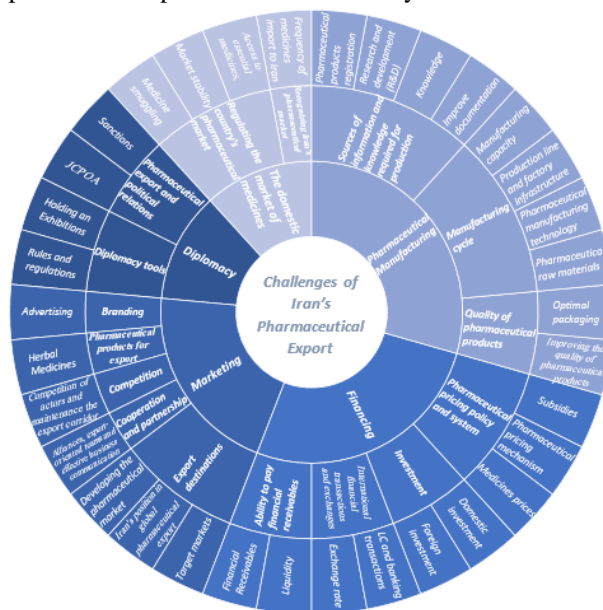 Challenges of
Iran's
Pharmaceutical
Export
Pharmaceutical
Manufacturing
Sources of
information and
knowledge
required for
production
Pharmaceutical
products
registration
Research and
development
(R&D)
Knowledge
Improve
documentation
Manufacturing
cycle
Manufacturing
capacity
Production line
and factory
infrastructure
Pharmaceutical
manufacturing
technology
Pharmaceutical
raw materials
Quality of
pharmaceutical
products
Optimal
packaging
Improving the
quality of
pharmaceutical
products
Financing
Pharmaceutical
pricing policy
and system
Subsidies
Pharmaceutical
pricing
mechanism
Medicines prices
Investment
Domestic
investment
Foreign
investment
International
financial
transactions
and exchanges
LC and banking
transactions
Exchange rate
Ability to pay
financial
receivables
Liquidity
Financial
Receivables
Marketing
Export
destinations
Target markets
Iran's position in
global
pharmaceutical
export
Developing the
pharmaceutical
market
Cooperation
and partnership
Alliances, export-
oriented teams and
effective business
communication
Competition
Competition of
actors and
maintenance the
export corridor
Pharmaceutical
products for
export
Herbal
Medicines
Branding
Advertising
Diplomacy
Diplomacy tools
Rules and
regulations
Holding an
Exhibitions
Pharmaceutical
export and
political
relations
JCPOA
Sanctions
The domestic
market of
medicines
Regulating the
country's
pharmaceutical
market
Medicine
smuggling
Market stability
Access to
essential
medicines
Recognizing Iran's
pharmaceutical
market
Frequency of
medicines
import to Iran